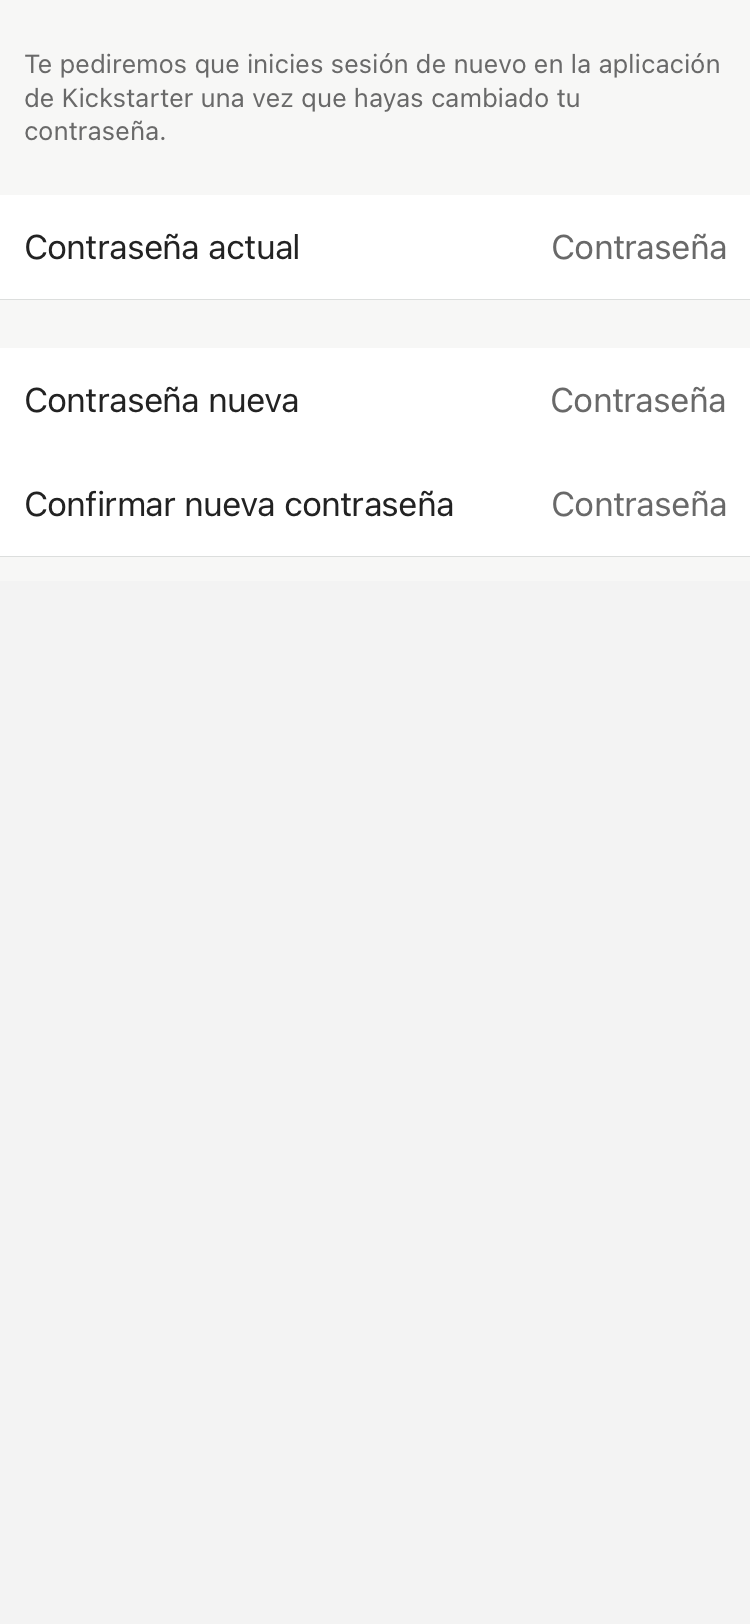 Te pediremos que inicies sesión de nuevo en la aplicación
de Kickstarter una vez que hayas cambiado tu
contraseña.
Contraseña actual Contraseña
Contraseña nueva Contraseña
Confirmar nueva contraseña Contraseña